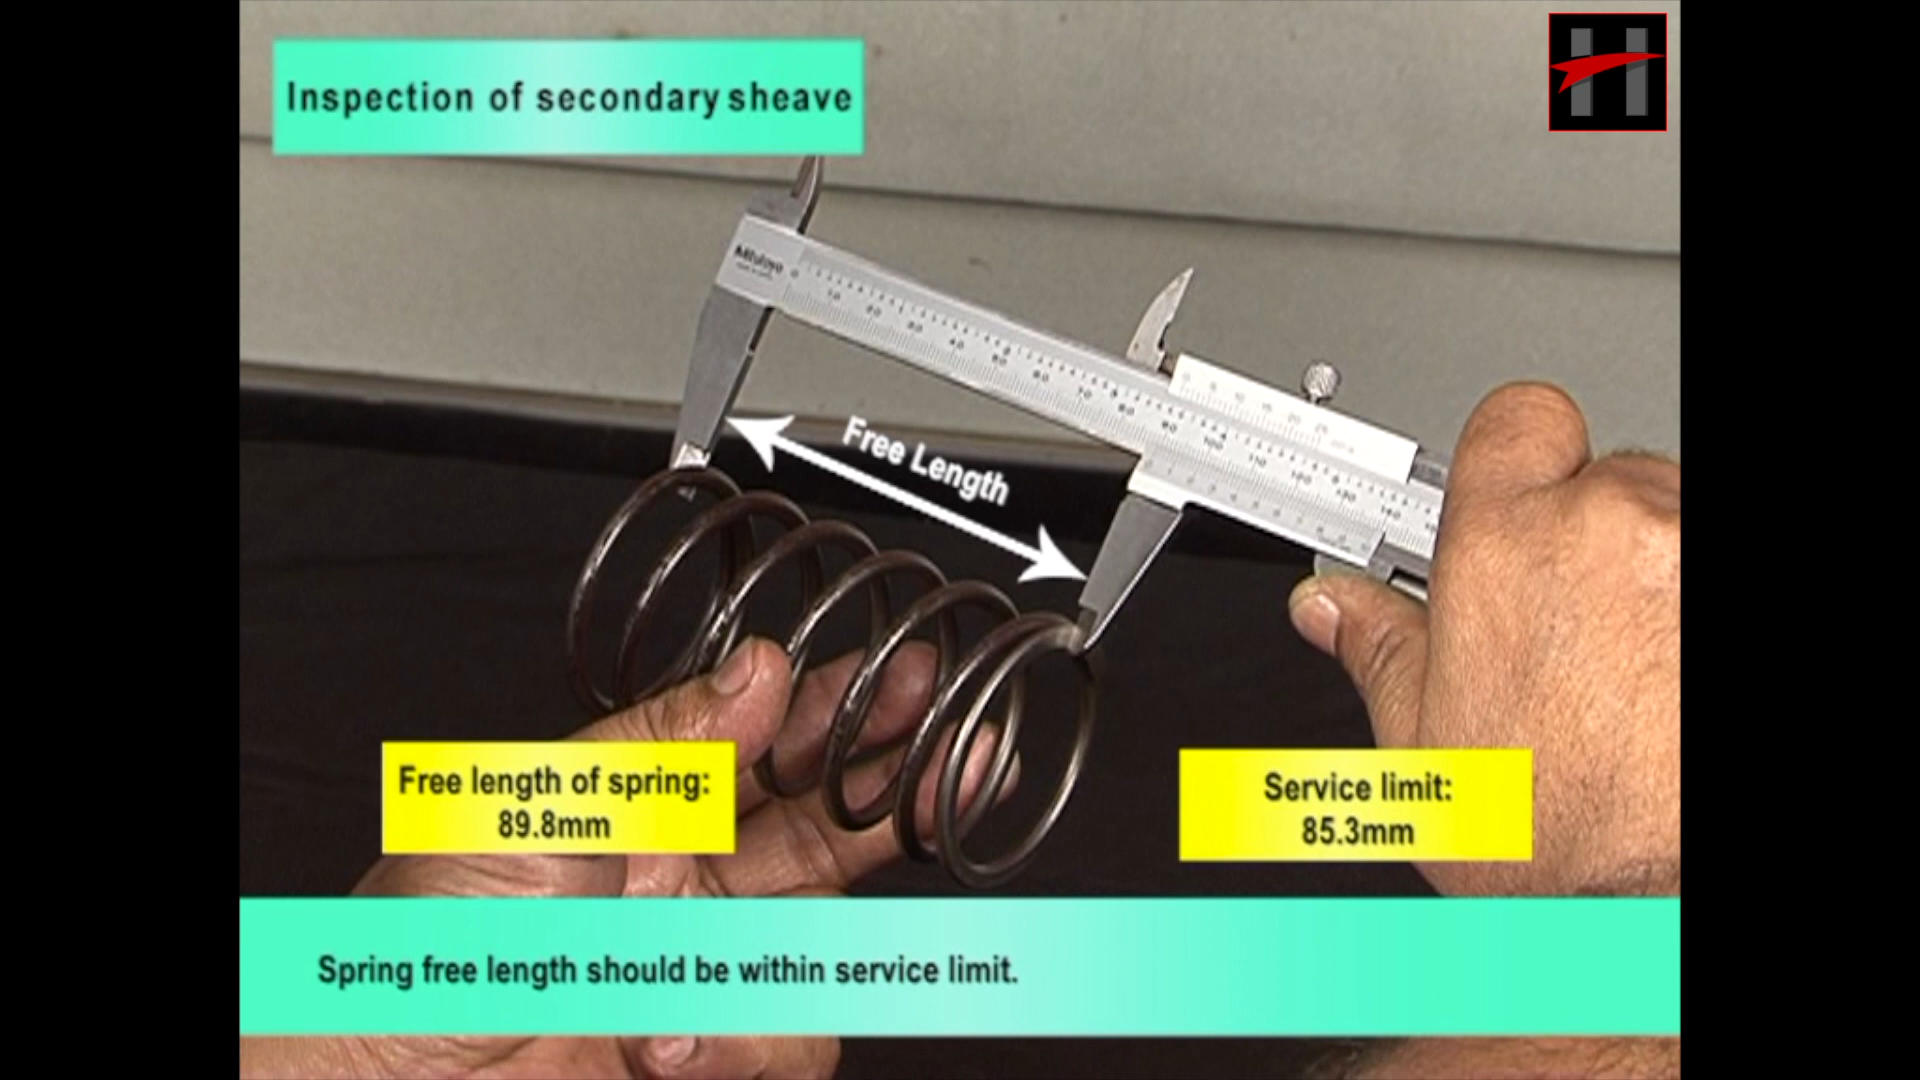 Inspection of secondary sheave
Mitutoyo
Free Length
Free length of spring:
89.8mm
Service limit:
85.3mm
Spring free length should be within service limit.